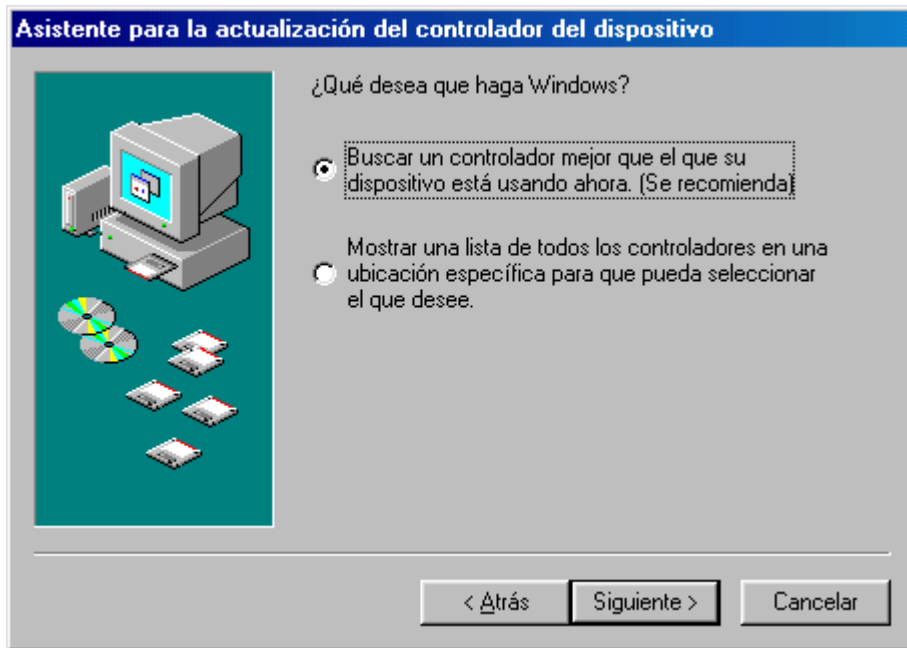 Asistente para la actualización del controlador del dispositivo
¿Qué desea que haga Windows?
Buscar un controlador mejor que el que su
dispositivo está usando ahora. (Se recomienda)
Mostrar una lista de todos los controladores en una
ubicación específica para que pueda seleccionar
el que desee.
< Atrás
Siguiente >
Cancelar